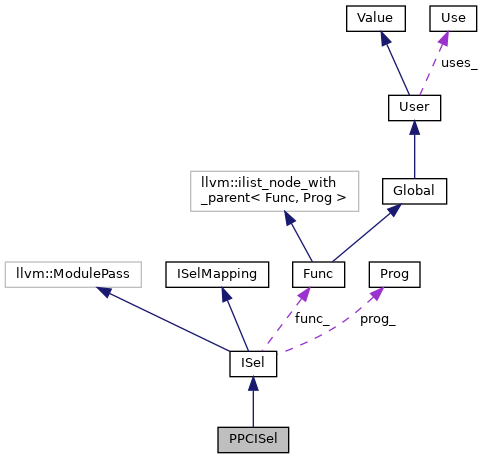 Value
Use
uses_
User
llvm::ilist_node_with
_parent< Func, Prog >
Global
llvm::ModulePass
ISelMapping
Func
Prog
func_
prog_
ISel
PPCISel